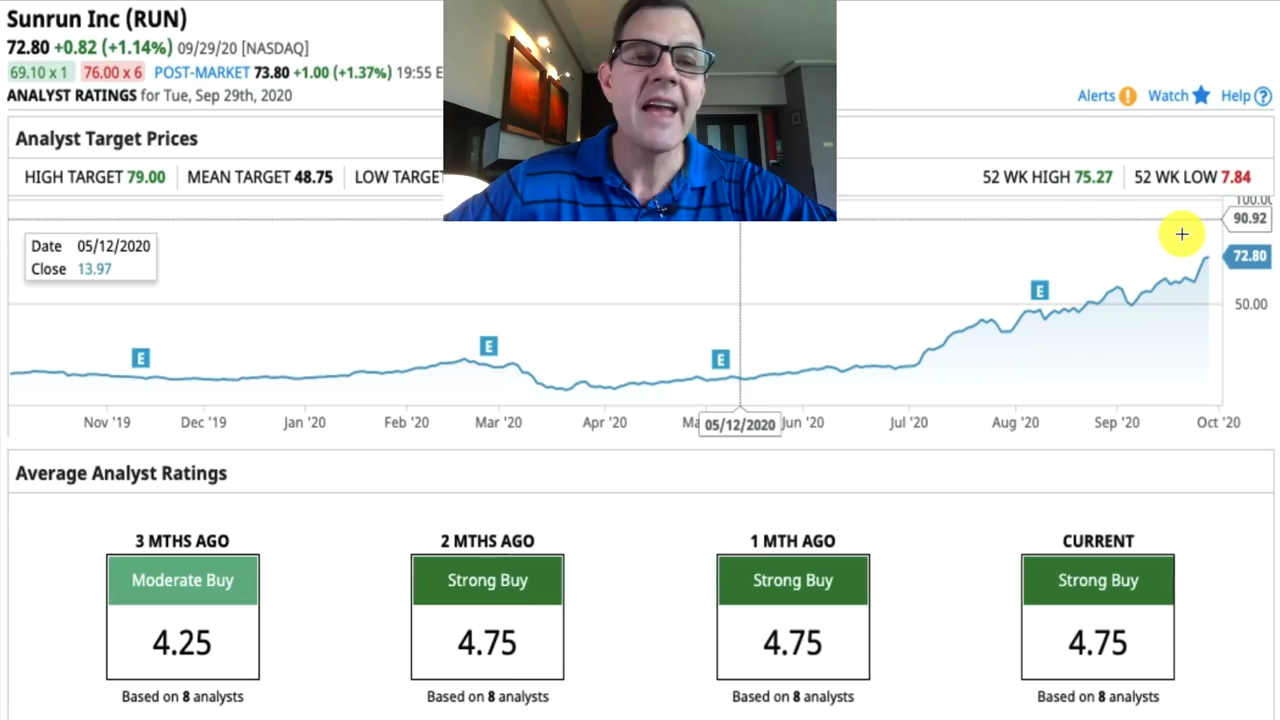 Sunrun Inc (RUN)
72.80 +0.82 (+1.14%) 09/29/20 [NASDAQ]
69.10 x 1 76.00 x 6 POST-MARKET 73.80 +1.00 (+1.37%) 19:55
ANALYST RATINGS for Tue, Sep 29th, 2020
Alerts Watch Help
Analyst Target Prices
HIGH TARGET 79.00 MEAN TARGET 48.75 LOW TARGET 52 WK HIGH 75.27 52 WK LOW 7.84
100.00
90.92
Date 05/12/2020
Close 13.97
72.80
E
50.00
E
E
E
Nov '19 Dec '19 Jan '20 Feb '20 Mar '20 Apr '20 05/12/2020 Jun '20 Jul '20 Aug '20 Sep '20 Oct '20
Average Analyst Ratings
3 MTHS AGO 2 MTHS AGO 1 MTH AGO CURRENT
Moderate Buy Strong Buy Strong Buy Strong Buy
4.25 4.75 4.75 4.75
Based on 8 analysts Based on 8 analysts Based on 8 analysts Based on 8 analysts